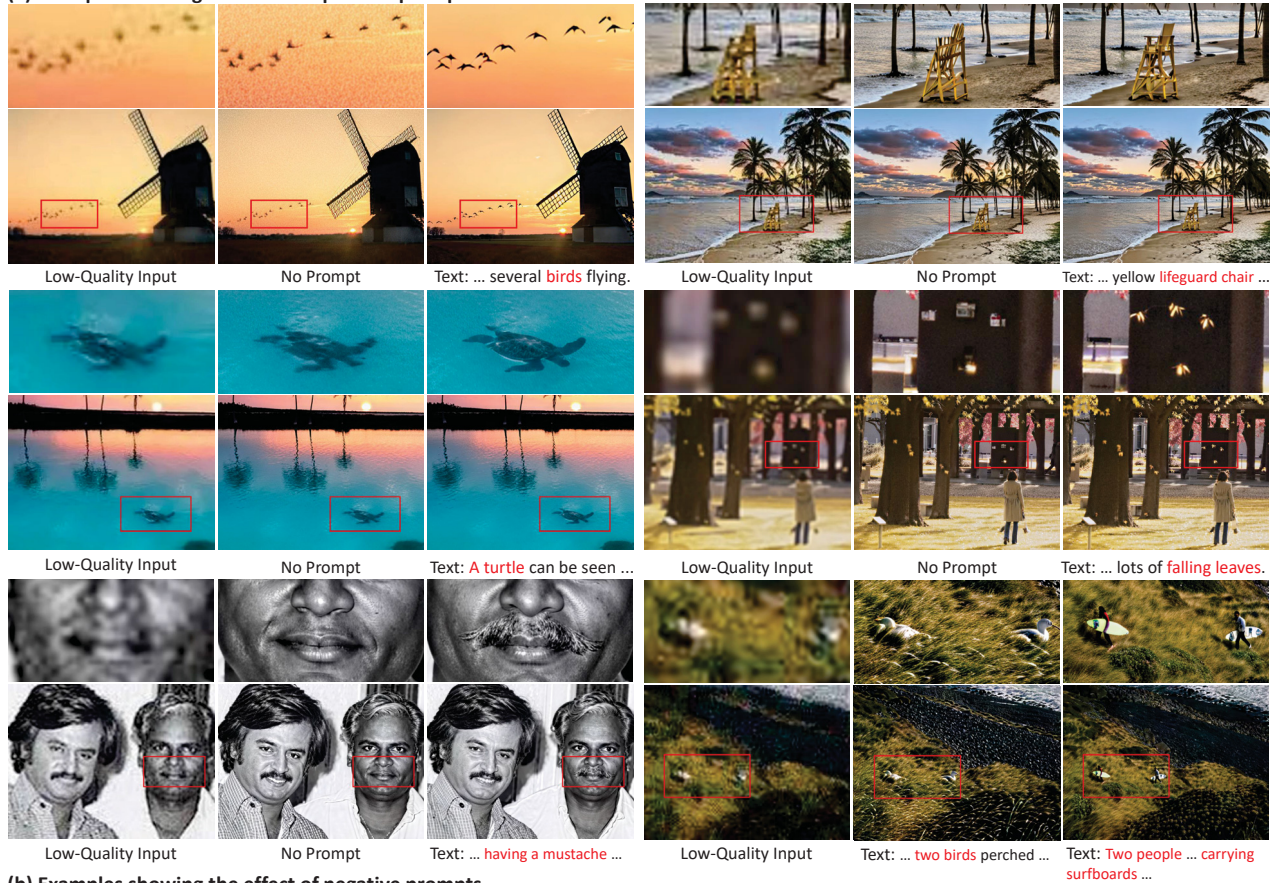 Low-Quality Input
No Prompt
Text: ... several birds flying.
Low-Quality Input
No Prompt
Text: ... yellow lifeguard chair ...
Low-Quality Input
No Prompt
Text: A turtle can be seen ...
Low-Quality Input
No Prompt
Text: ... lots of falling leaves.
Low-Quality Input
No Prompt
Text: ... having a mustache ...
Low-Quality Input
Text: ... two birds perched ...
Text: Two people ... carrying
surfboards ...
(b) Examples showing the effect of negative prompts